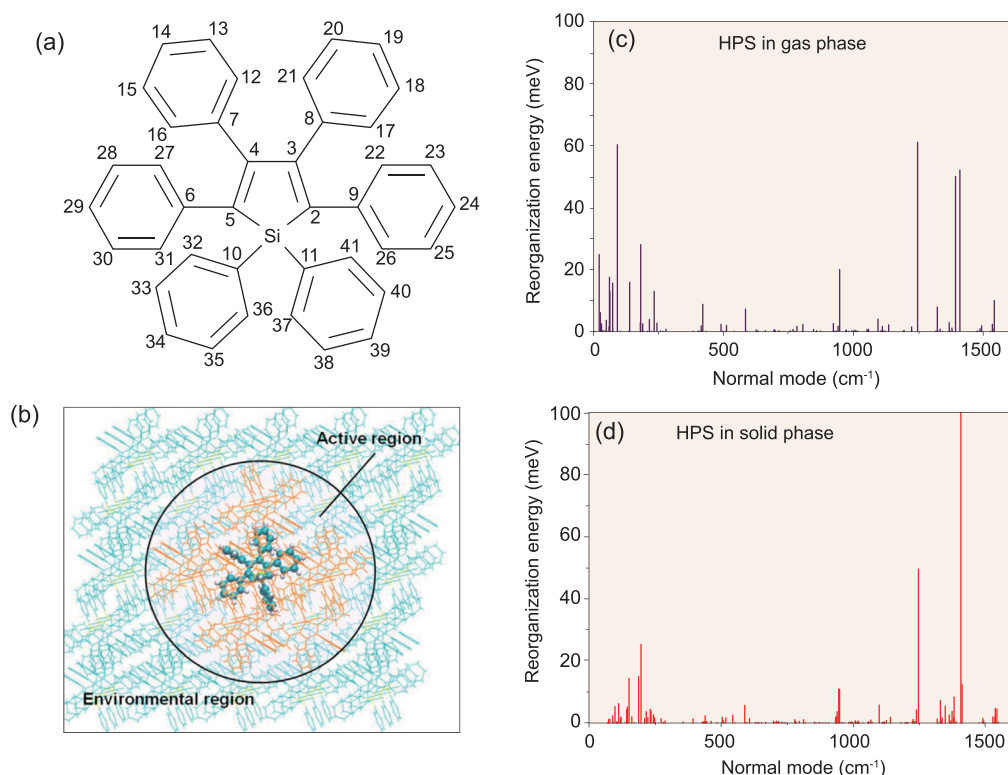 (a)
14 13 20 19
15 12 21 18
16 7 8 17
28 27 4 3 22 23
29 6 5 2 9 24
30 31 Si 26 25
32 10 11 41
33 36 37 40
34 35 38 39
(b)
Active region
Environmental region
(c)
HPS in gas phase
Reorganization energy (meV)
100
80
60
40
20
0
0 500 1000 1500
Normal mode (cm-1)
(d)
HPS in solid phase
Reorganization energy (meV)
100
80
60
40
20
0
0 500 1000 1500
Normal mode (cm-1)